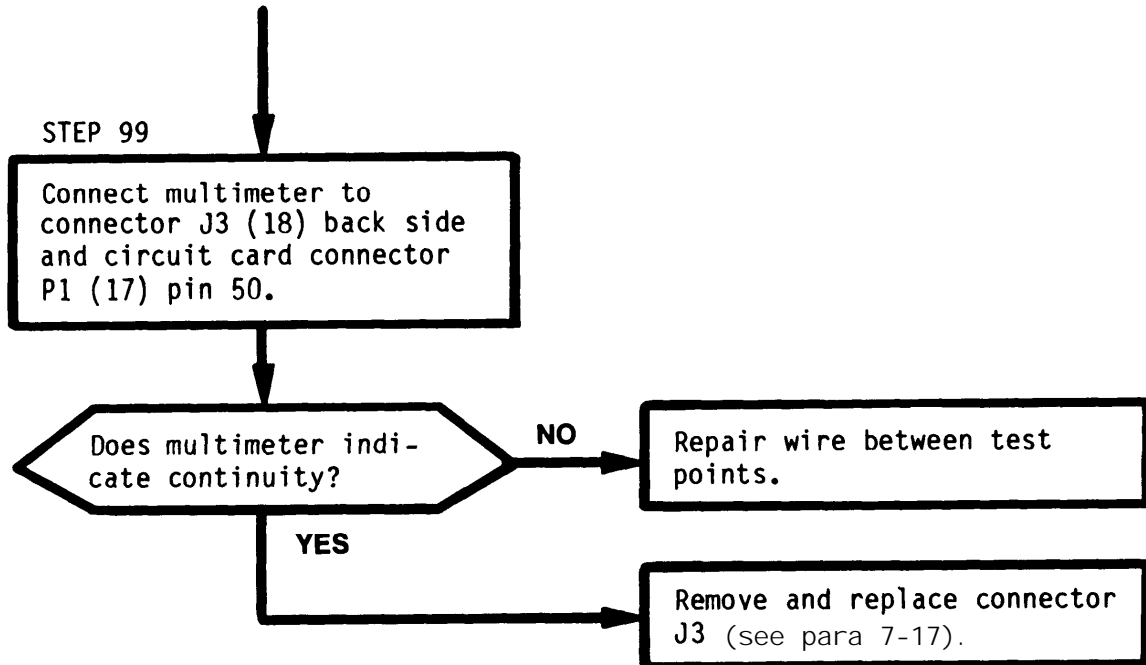 STEP 99
Connect multimeter to
connector J3 (18) back side
and circuit card connector
P1 (17) pin 50.
Does multimeter indi-
cate continuity?
NO
Repair wire between test
points.
YES
Remove and replace connector
J3 (see para 7-17).